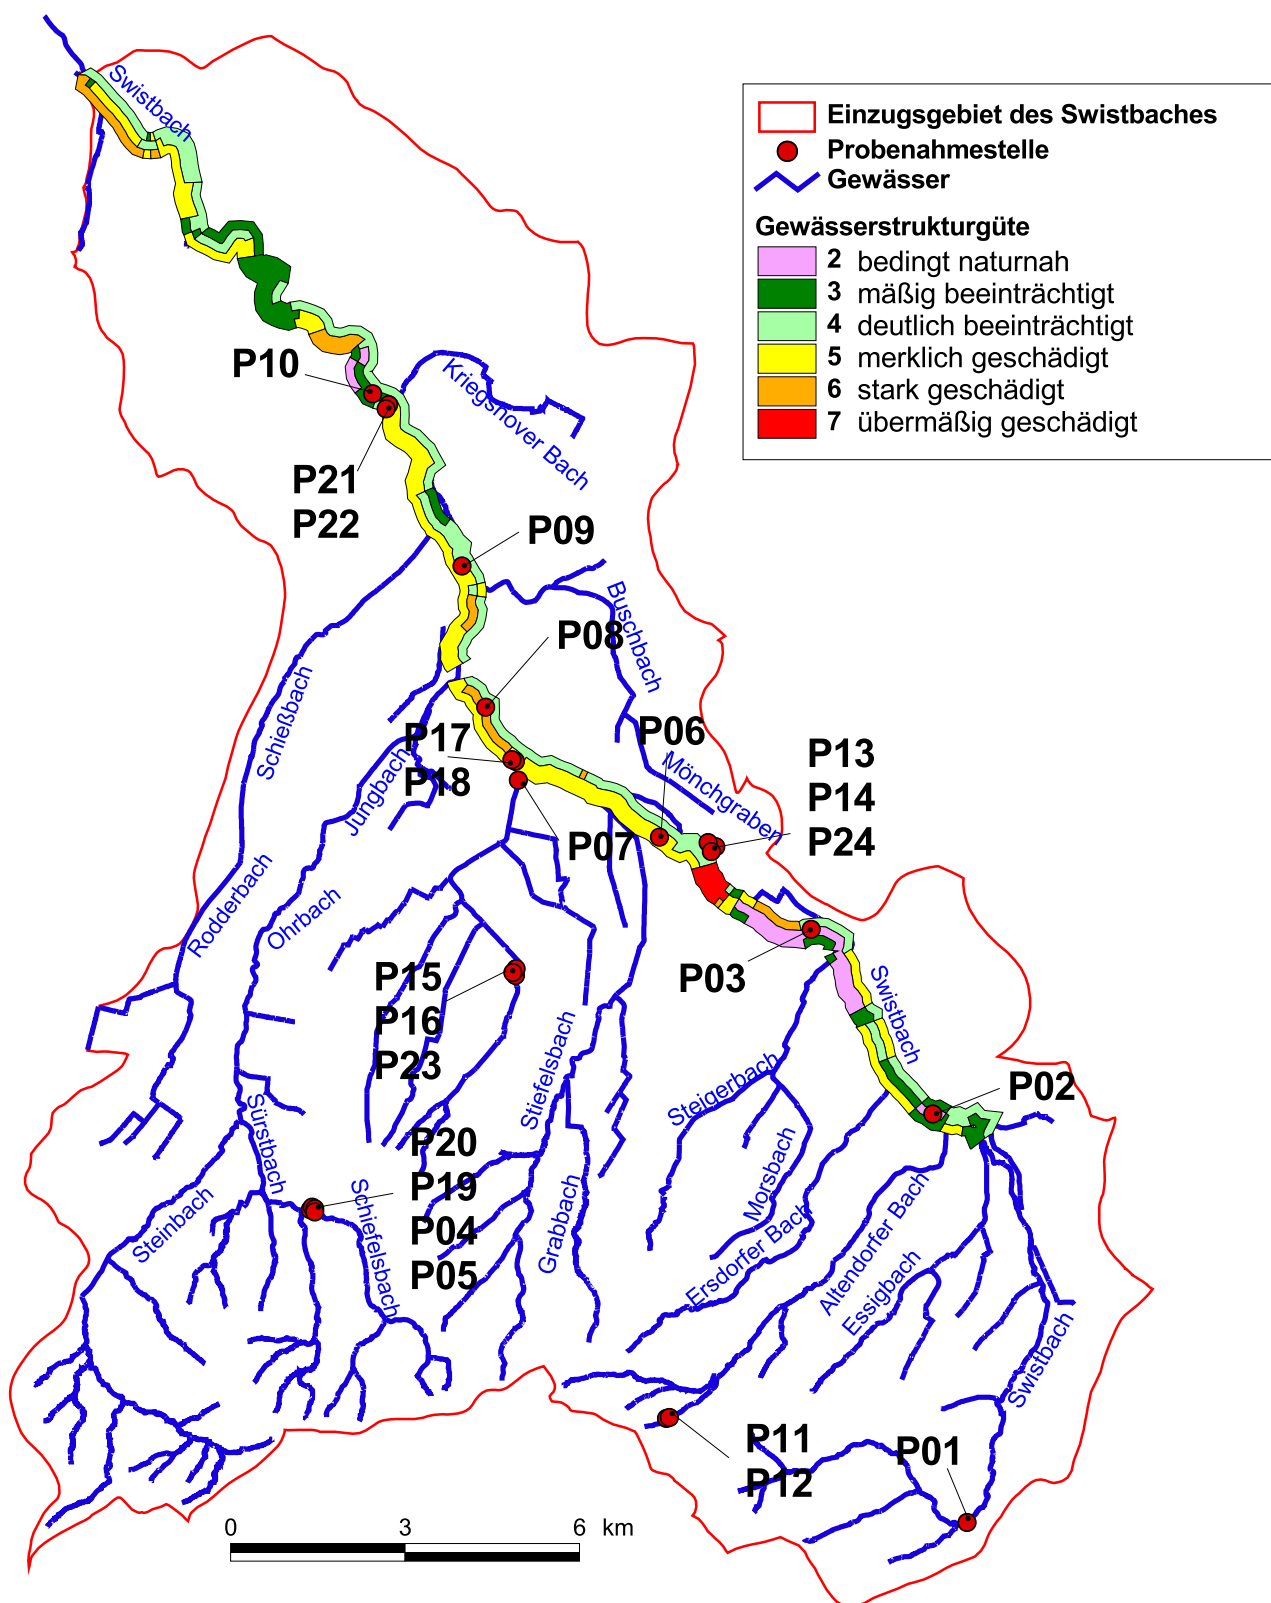 Swistbach
Einzugsgebiet des Swistbaches
Probenahmestelle
Gewässer
Gewässerstrukturgüte
2 bedingt naturnah
3 mäßig beeinträchtigt
4 deutlich beeinträchtigt
5 merklich geschädigt
6 stark geschädigt
7 übermäßig geschädigt
P10
Kriegshover Bach
P21
P22
P09
Buschbach
P08
Schießbach
P17
P18
Jungbach
P06
Mönchgraben
P13
P14
P24
P07
Rodderbach
Ohrbach
P03
P15
P16
P23
Swistbach
Stiefelsbach
Steigerbach
P02
Sürstbach
P20
P19
P04
P05
Morsbach
Steinbach
Schiefelsbach
Grabbach
Ersdorfer Bach
Altendorfer Bach
Essigbach
Swistbach
P11
P12
P01
0 3 6 km